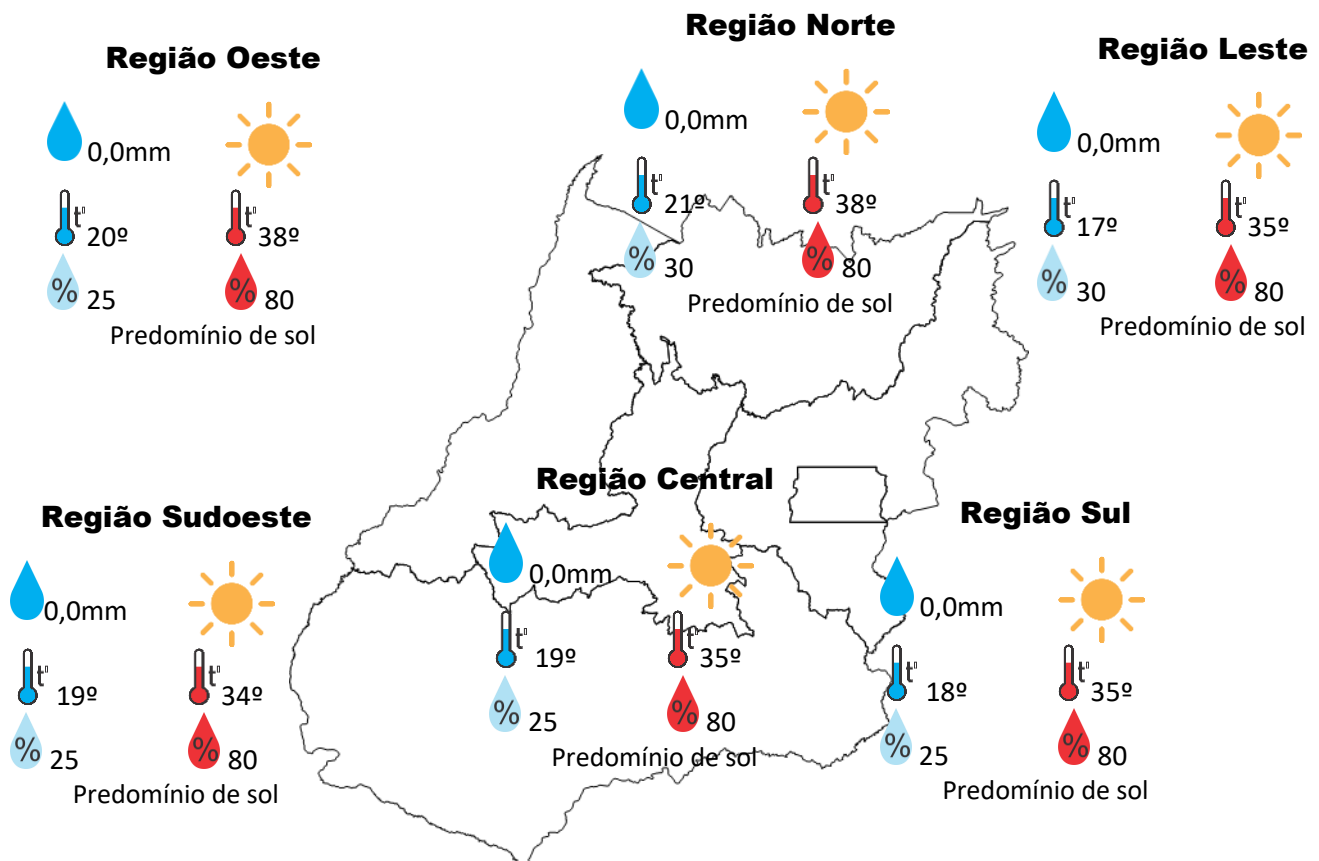 Região Oeste
0,0mm
t° 20º
t° 38º
% 25
% 80
Predomínio de sol
Região Norte
0,0mm
t° 21º
t° 38º
% 30
% 80
Predomínio de sol
Região Leste
0,0mm
t° 17º
t° 35º
% 30
% 80
Predomínio de sol
Região Sudoeste
0,0mm
t° 19º
t° 34º
% 25
% 80
Predomínio de sol
Região Central
0,0mm
t° 19º
t° 35º
% 25
% 80
Predomínio de sol
Região Sul
0,0mm
t° 18º
t° 35º
% 25
% 80
Predomínio de sol